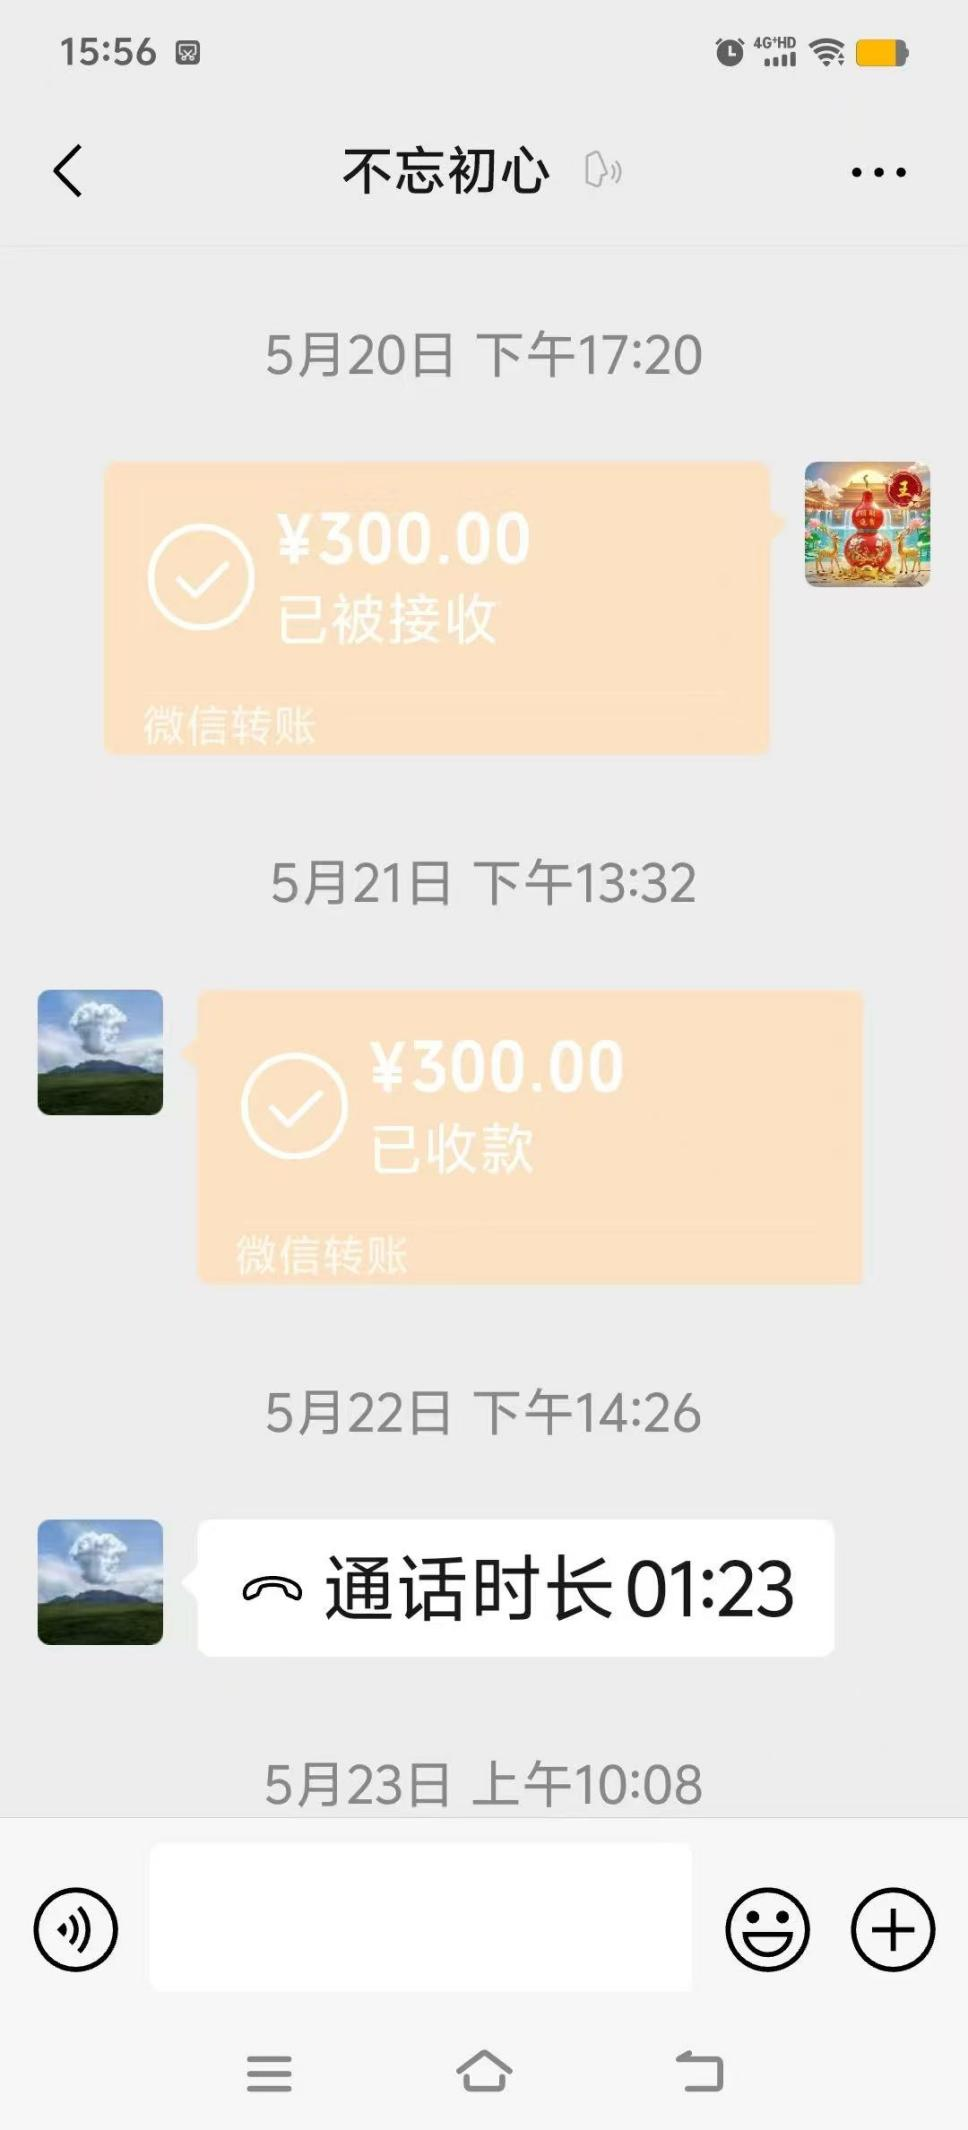 15:56
4G+HD
不忘初心
5月20日 下午17:20
¥300.00
已被接收
微信转账
王
5月21日 下午13:32
¥300.00
已收款
微信转账
5月22日 下午14:26
通话时长01:23
5月23日 上午10:08